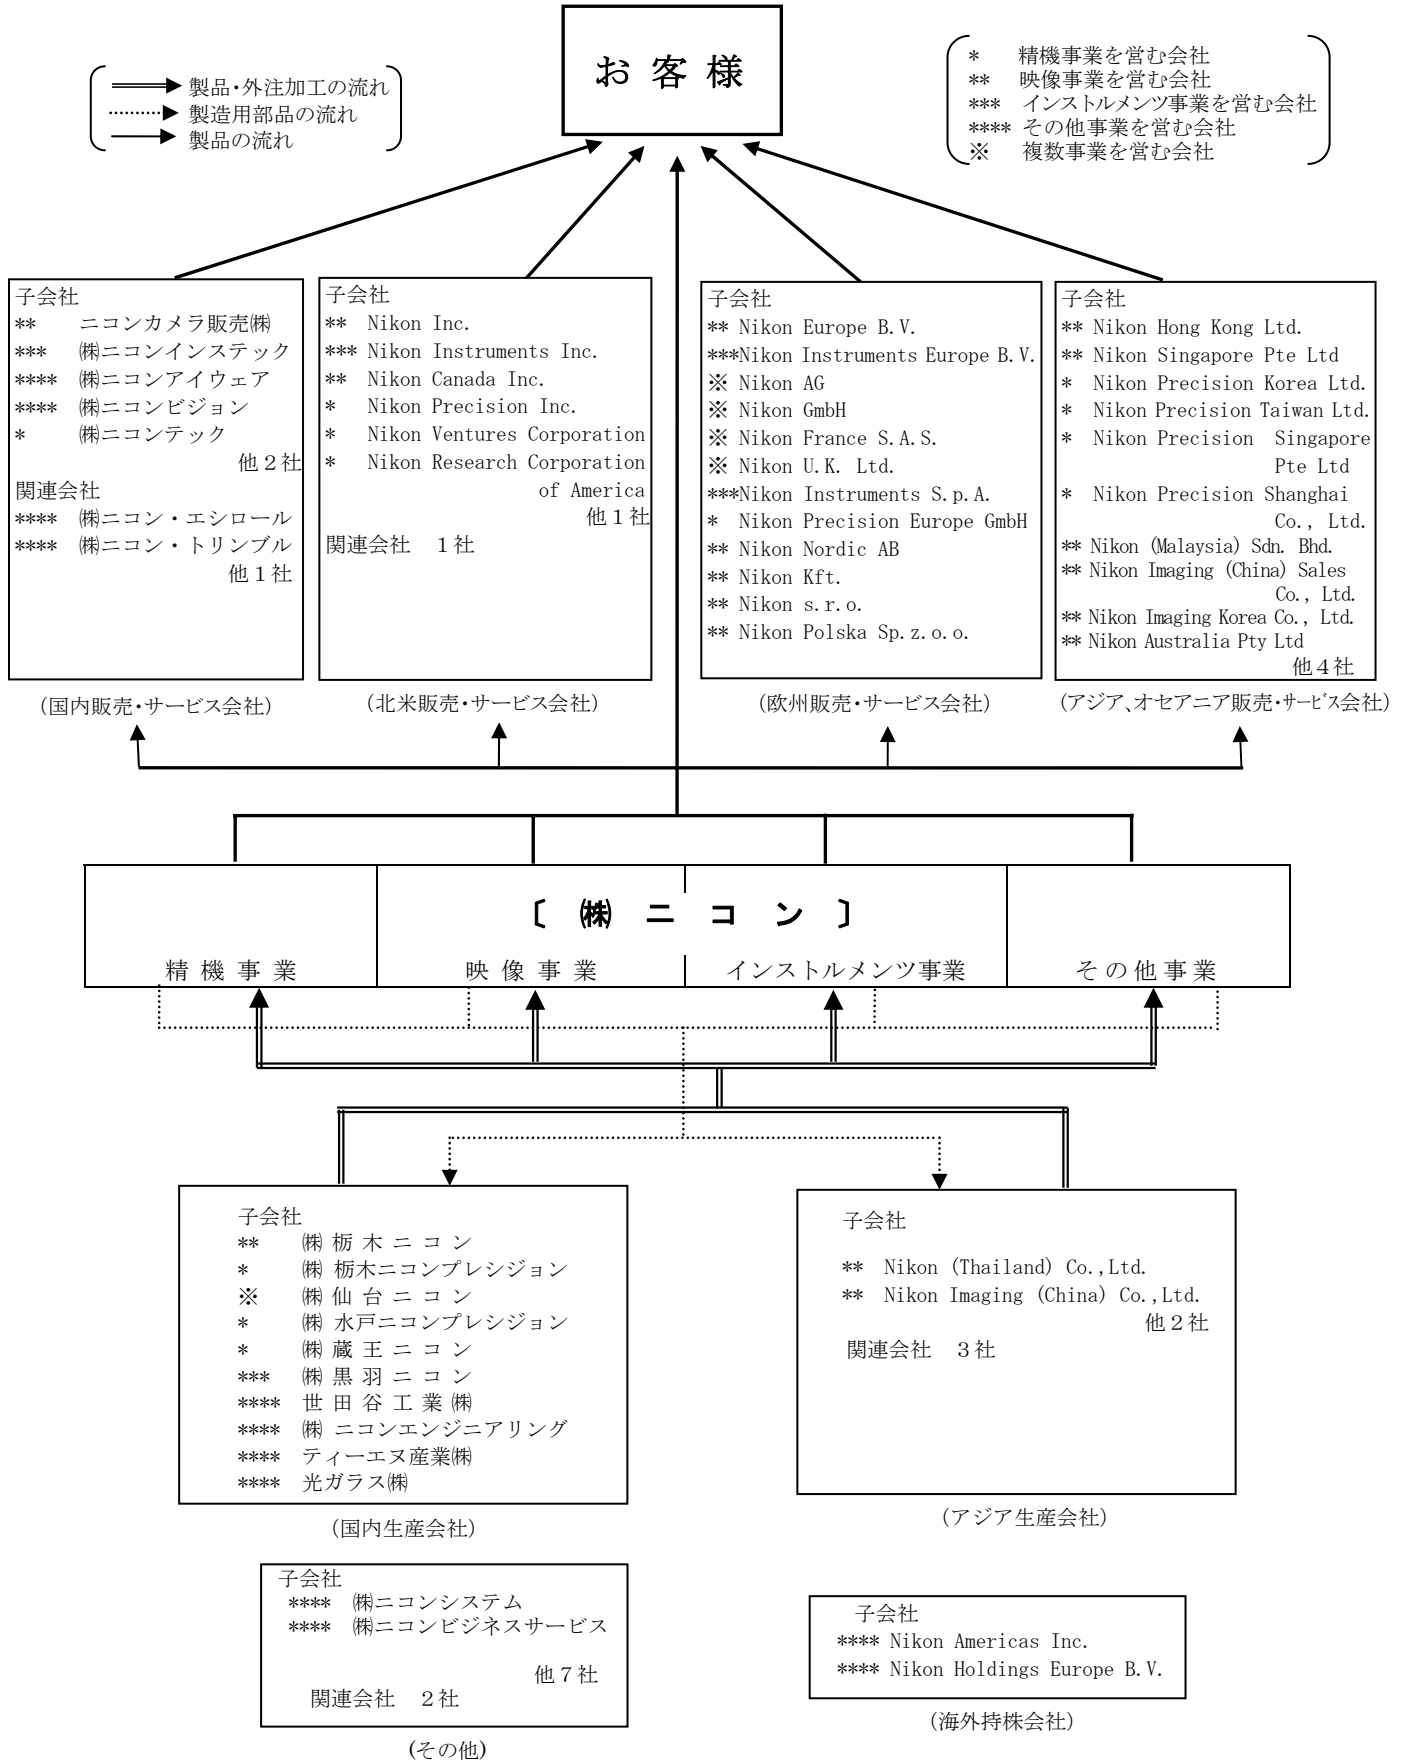 お 客 様
製品・外注加工の流れ
製造用部品の流れ
製品の流れ
* 精機事業を営む会社
** 映像事業を営む会社
*** インストルメンツ事業を営む会社
**** その他事業を営む会社
※ 複数事業を営む会社
子会社
** ニコンカメラ販売㈱
*** ㈱ニコンインステック
**** ㈱ニコンアイウェア
**** ㈱ニコンビジョン
* ㈱ニコンテック
他２社
関連会社
**** ㈱ニコン・エシロール
**** ㈱ニコン・トリンブル
他１社
(国内販売・サービス会社)
子会社
** Nikon Inc.
*** Nikon Instruments Inc.
** Nikon Canada Inc.
* Nikon Precision Inc.
* Nikon Ventures Corporation
* Nikon Research Corporation
of America
他１社
関連会社 １社
(北米販売・サービス会社)
子会社
** Nikon Europe B.V.
***Nikon Instruments Europe B.V.
※ Nikon AG
※ Nikon GmbH
※ Nikon France S.A.S.
※ Nikon U.K. Ltd.
***Nikon Instruments S.p.A.
* Nikon Precision Europe GmbH
** Nikon Nordic AB
** Nikon Kft.
** Nikon s.r.o.
** Nikon Polska Sp.z.o.o.
(欧州販売・サービス会社)
子会社
** Nikon Hong Kong Ltd.
** Nikon Singapore Pte Ltd
* Nikon Precision Korea Ltd.
* Nikon Precision Taiwan Ltd.
* Nikon Precision Singapore
Pte Ltd
* Nikon Precision Shanghai
Co., Ltd.
** Nikon (Malaysia) Sdn. Bhd.
** Nikon Imaging (China) Sales
Co., Ltd.
** Nikon Imaging Korea Co., Ltd.
** Nikon Australia Pty Ltd
他４社
(アジア、オセアニア販売・サービス会社)
〔 ㈱ ニ コ ン 〕
精 機 事 業
映 像 事 業
インストルメンツ事業
その他事業
子会社
** ㈱ 栃 木 ニ コ ン
* ㈱ 栃木ニコンプレシジョン
※ ㈱ 仙 台 ニ コ ン
* ㈱ 水戸ニコンプレシジョン
* ㈱ 蔵 王 ニ コ ン
*** ㈱ 黒 羽 ニ コ ン
**** 世 田 谷 工 業 ㈱
**** ㈱ ニコンエンジニアリング
**** ティーエヌ産業㈱
**** 光ガラス㈱
(国内生産会社)
子会社
** Nikon (Thailand) Co.,Ltd.
** Nikon Imaging (China) Co.,Ltd.
他２社
関連会社 ３社
(アジア生産会社)
子会社
**** ㈱ニコンシステム
**** ㈱ニコンビジネスサービス
他７社
関連会社 ２社
(その他)
子会社
**** Nikon Americas Inc.
**** Nikon Holdings Europe B.V.
(海外持株会社)